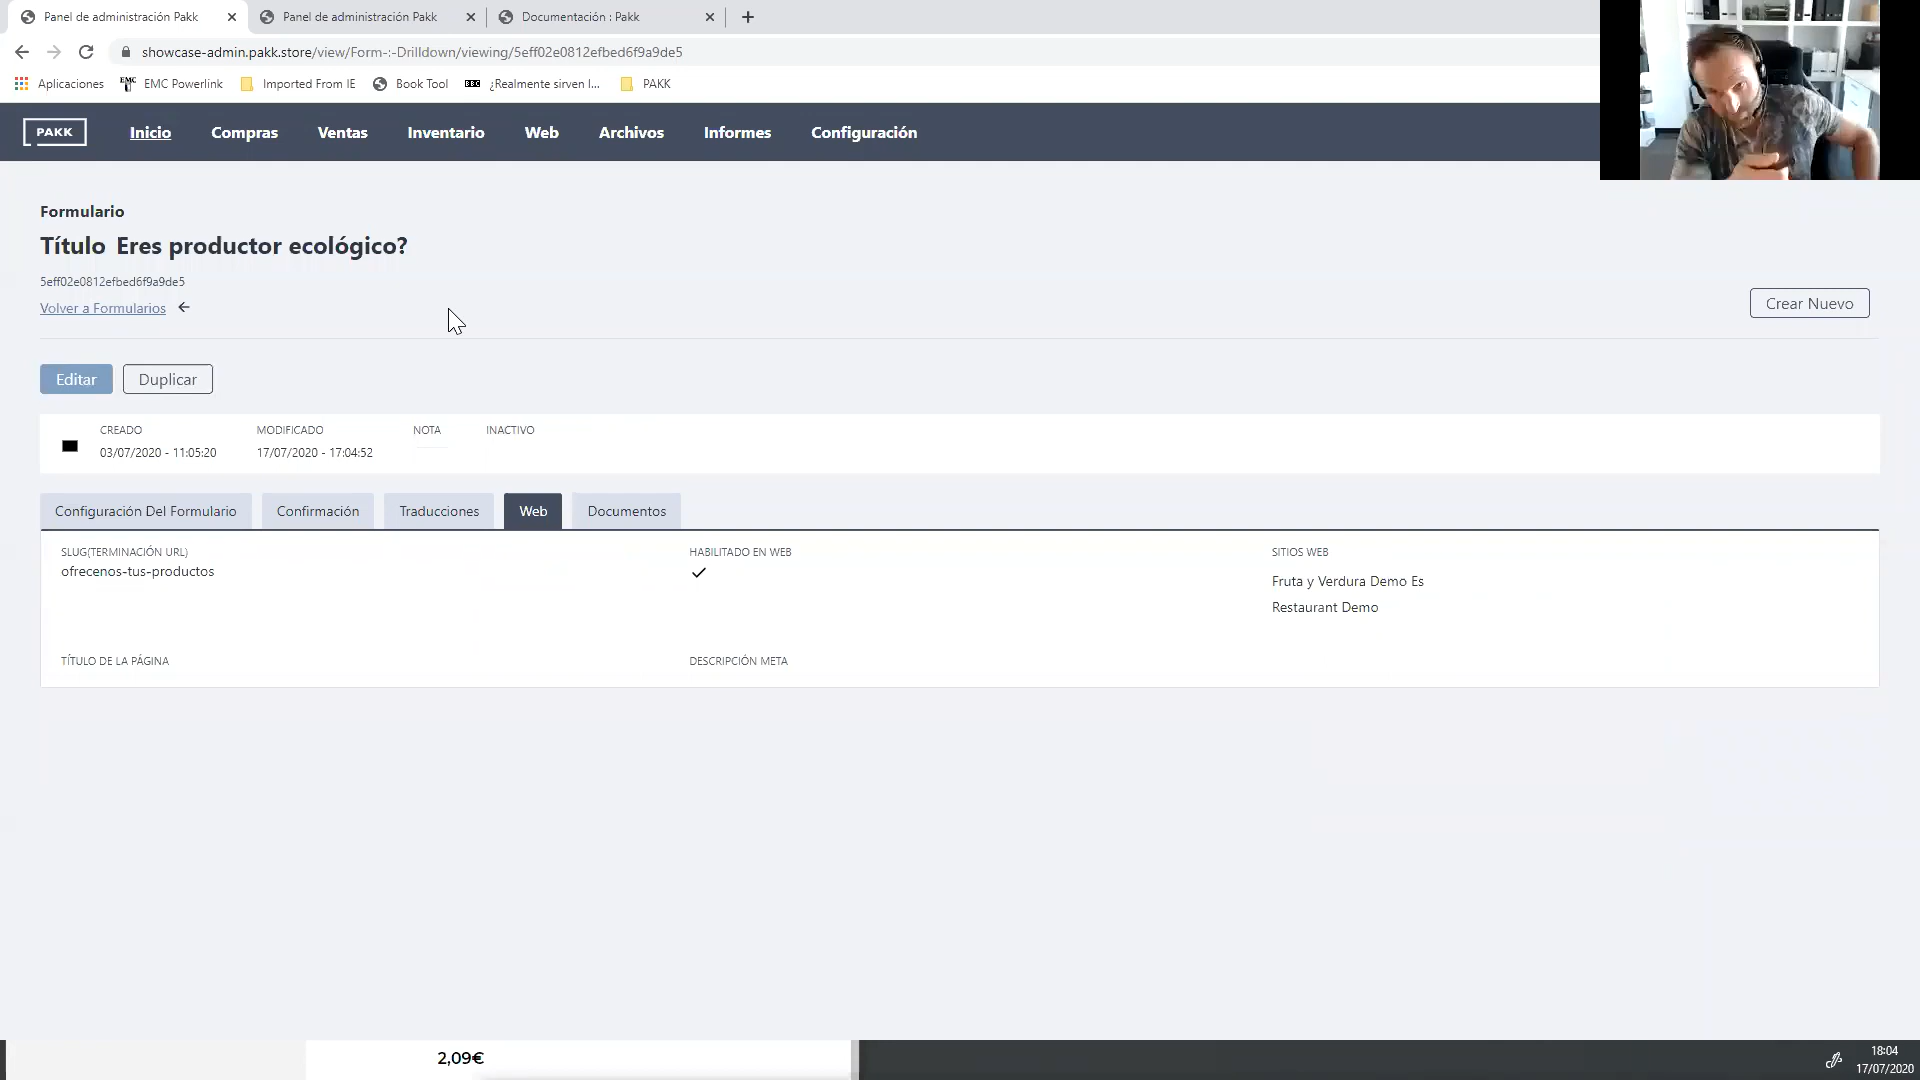 Panel de administración Pakk
Panel de administración Pakk
Documentación : Pakk
showcase-admin.pakk.store/view/Form-:-Drilldown/viewing/5eff02e0812efbed6f9a9de5
Aplicaciones
EMC EMC Powerlink
Imported From IE
Book Tool
BBC ¿Realmente sirven l...
PAKK
PAKK
Inicio
Compras
Ventas
Inventario
Web
Archivos
Informes
Configuración
Formulario
Título Eres productor ecológico?
5eff02e0812efbed6f9a9de5
Volver a Formularios
Crear Nuevo
Editar
Duplicar
CREADO
03/07/2020 - 11:05:20
MODIFICADO
17/07/2020 - 17:04:52
NOTA
INACTIVO
Configuración Del Formulario
Confirmación
Traducciones
Web
Documentos
SLUG(TERMINACIÓN URL)
ofrecenos-tus-productos
HABILITADO EN WEB
SITIOS WEB
Fruta y Verdura Demo Es
Restaurant Demo
TÍTULO DE LA PÁGINA
DESCRIPCIÓN META
2,09€
18:04
17/07/2020